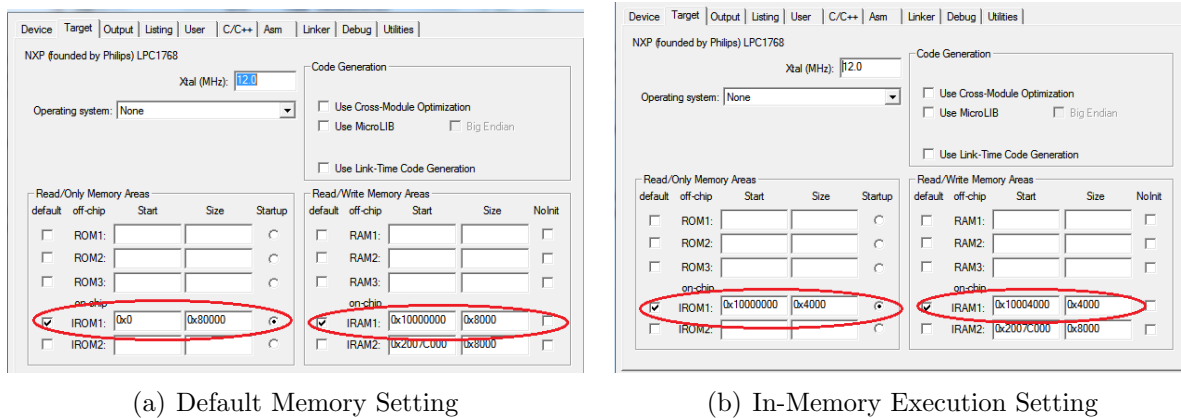 Device Target Output Listing User C/C++ Asm Linker Debug Utilities
NXP (founded by Philips) LPC1768
Xtal (MHz): 12.0
Operating system: None
Code Generation
Use Cross-Module Optimization
Use MicroLIB Big Endian
Use Link-Time Code Generation
Read/Only Memory Areas
default off-chip Start Size Startup
ROM1:
ROM2:
ROM3:
on-chip
IROM1: 0x0 0x80000
IROM2:
Read/Write Memory Areas
default off-chip Start Size NoInit
RAM1:
RAM2:
RAM3:
on-chip
IRAM1: 0x10000000 0x8000
IRAM2: 0x2007C000 0x8000
(a) Default Memory Setting
Device Target Output Listing User C/C++ Asm Linker Debug Utilities
NXP (founded by Philips) LPC1768
Xtal (MHz): 12.0
Operating system: None
Code Generation
Use Cross-Module Optimization
Use MicroLIB Big Endian
Use Link-Time Code Generation
Read/Only Memory Areas
default off-chip Start Size Startup
ROM1:
ROM2:
ROM3:
on-chip
IROM1: 0x10000000 0x4000
IROM2:
Read/Write Memory Areas
default off-chip Start Size NoInit
RAM1:
RAM2:
RAM3:
on-chip
IRAM1: 0x10004000 0x4000
IRAM2: 0x2007C000 0x8000
(b) In-Memory Execution Setting